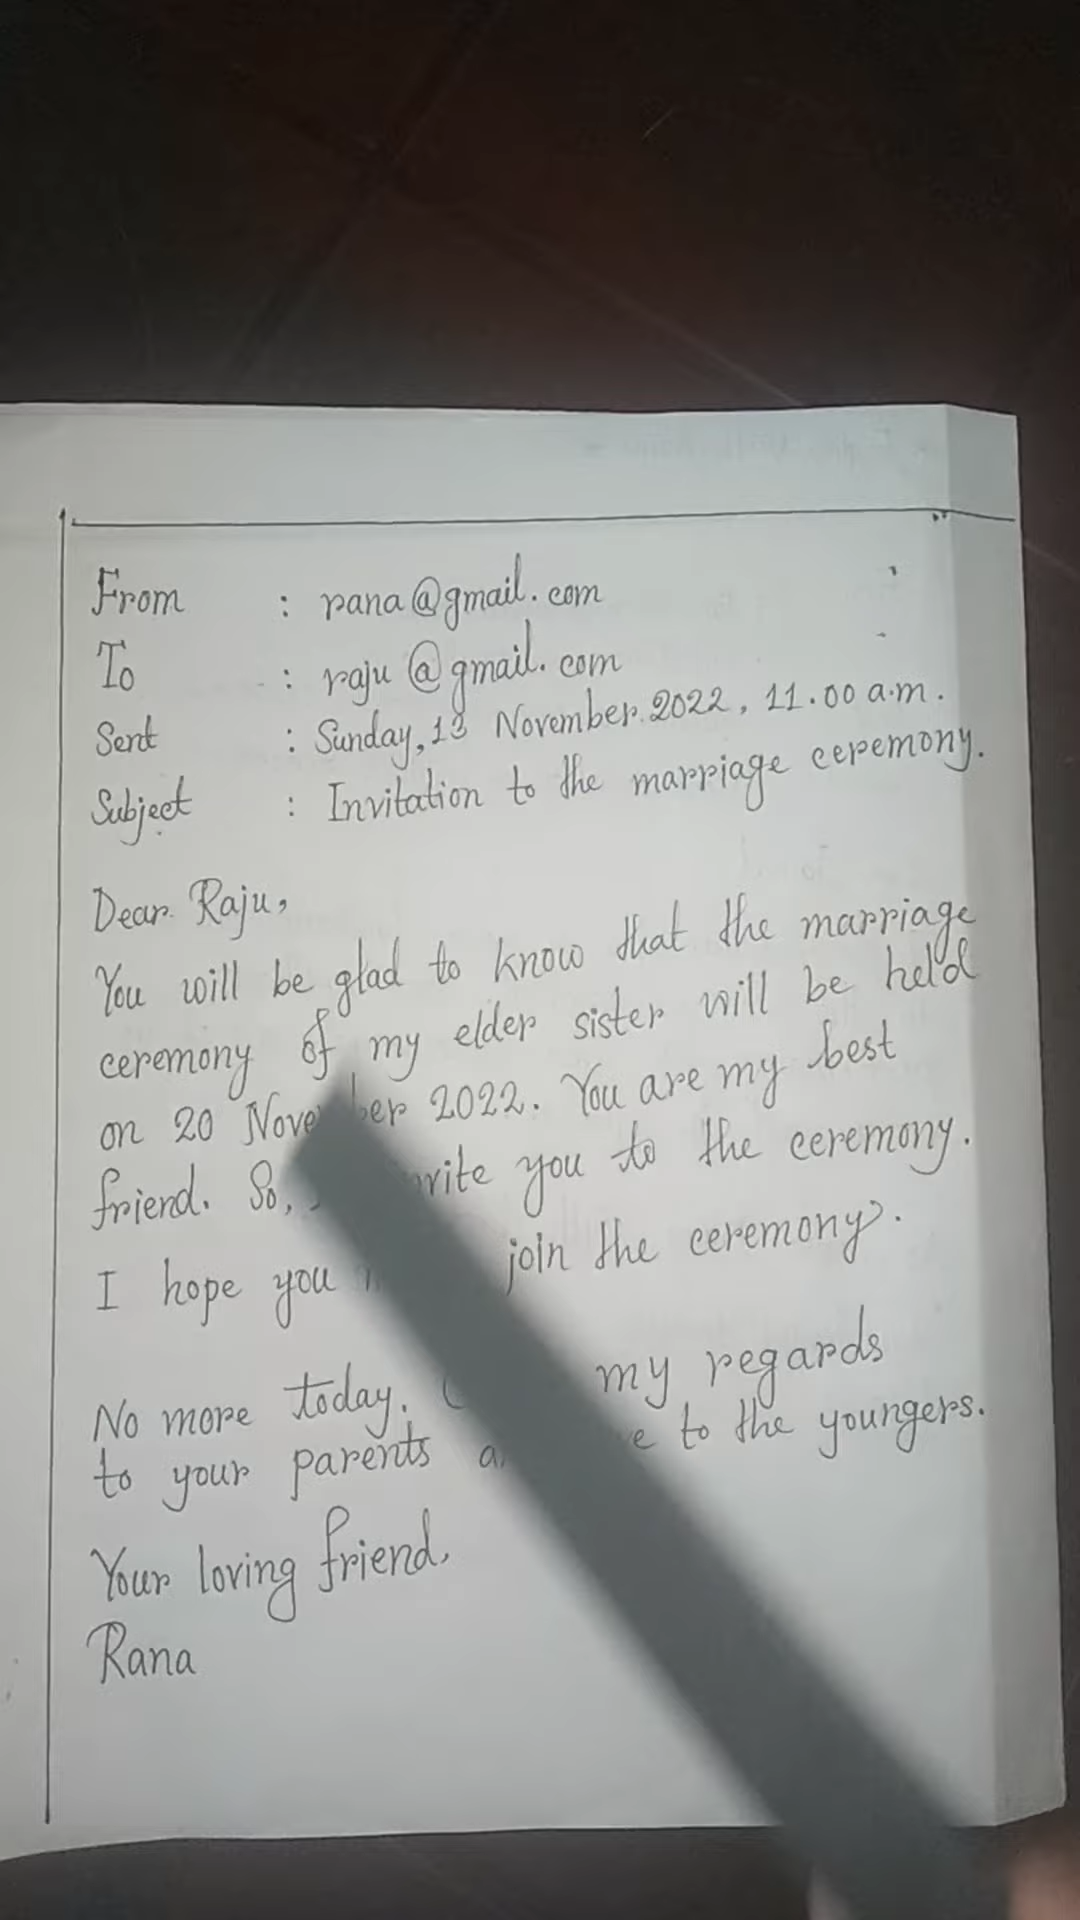 From : rana@gmail.com
To : raju@gmail.com
Sent : Sunday, 13 November 2022, 11.00 a.m.
Subject : Invitation to the marriage ceremony.
Dear Raju,
You will be glad to know that the marriage
ceremony of my elder sister will be held
on 20 November 2022. You are my best
friend. So, you to the ceremony.
I hope you join the ceremony.
No more today. my regards
to your parents to the youngers.
Your loving friend,
Rana